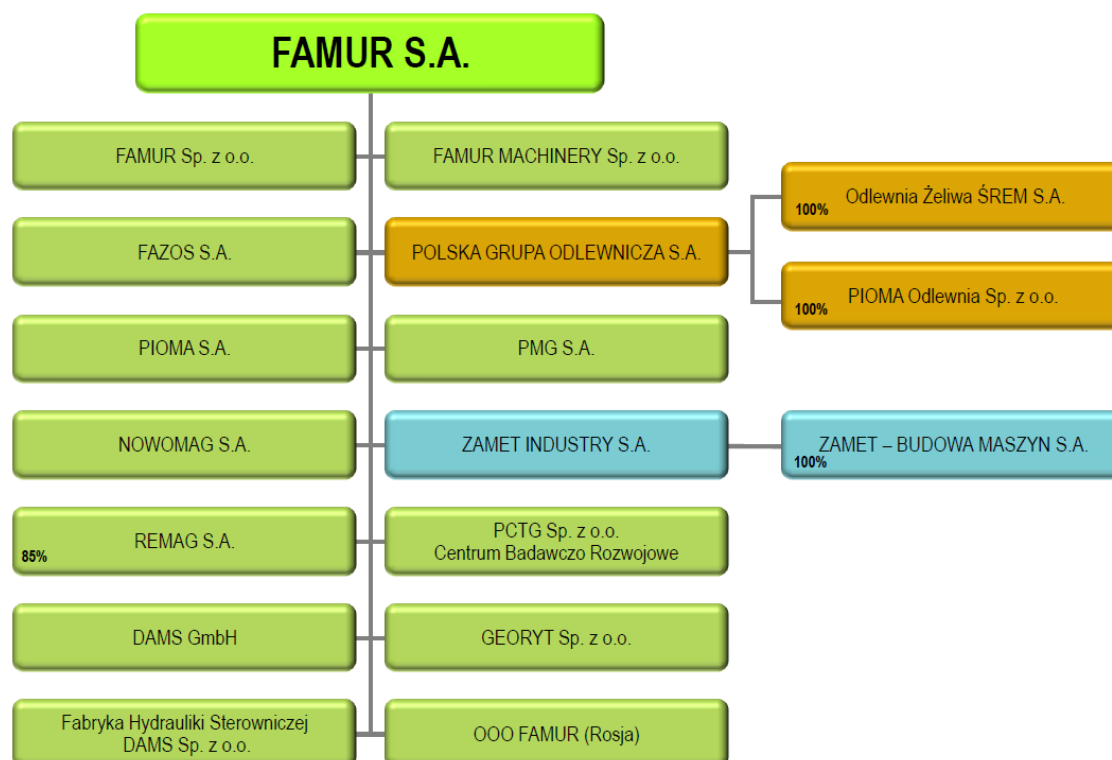 FAMUR S.A.
FAMUR Sp. z o.o.
FAMUR MACHINERY Sp. z o.o.
Odlewnia Żeliwa ŚREM S.A.
100%
FAZOS S.A.
POLSKA GRUPA ODLEWNICZA S.A.
PIOMA Odlewnia Sp. z o.o.
100%
PIOMA S.A.
PMG S.A.
NOWOMAG S.A.
ZAMET INDUSTRY S.A.
ZAMET – BUDOWA MASZYN S.A.
100%
REMAG S.A.
85%
PCTG Sp. z o.o.
Centrum Badawczo Rozwojowe
DAMS GmbH
GEORYT Sp. z o.o.
Fabryka Hydrauliki Sterowniczej
DAMS Sp. z o.o.
OOO FAMUR (Rosja)